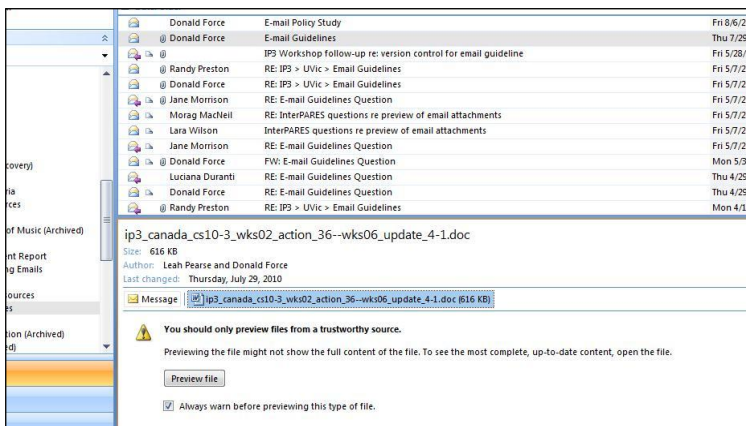 Donald Force E-mail Policy Study Fri 8/6/2
Donald Force E-mail Guidelines Thu 7/29
IP3 Workshop follow-up re: version control for email guideline Fri 5/28/
Randy Preston RE: IP3 > UVic > Email Guidelines Fri 5/7/2
Donald Force RE: IP3 > UVic > Email Guidelines Fri 5/7/2
Jane Morrison RE: E-mail Guidelines Question Fri 5/7/2
Morag MacNeil RE: InterPARES questions re preview of email attachments Fri 5/7/2
Lara Wilson InterPARES questions re preview of email attachments Fri 5/7/2
Jane Morrison RE: E-mail Guidelines Question Fri 5/7/2
Donald Force FW: E-mail Guidelines Question Mon 5/3
Luciana Duranti RE: E-mail Guidelines Question Thu 4/29
Donald Force RE: E-mail Guidelines Question Thu 4/29
Randy Preston RE: IP3 > UVic > Email Guidelines Mon 4/1
covery)
ria
rces
of Music (Archived)
ent Report
ng Emails
ources
es
tion (Archived)
ed)
ip3_canada_cs10-3_wks02_action_36--wks06_update_4-1.doc
Size: 616 KB
Author: Leah Pearse and Donald Force
Last changed: Thursday, July 29, 2010
Message ip3_canada_cs10-3_wks02_action_36--wks06_update_4-1.doc (616 KB)
You should only preview files from a trustworthy source.
Previewing the file might not show the full content of the file. To see the most complete, up-to-date content, open the file.
Preview file
Always warn before previewing this type of file.